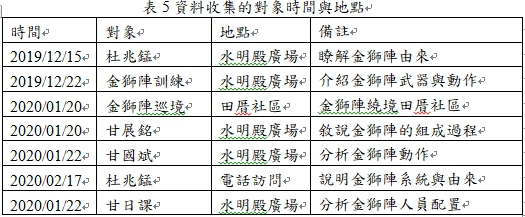 表 5 資料收集的對象時間與地點
時間 對象 地點 備註
2019/12/15 杜兆錳 水明殿廣場 瞭解金獅陣由來
2019/12/22 金獅陣訓練 水明殿廣場 介紹金獅陣武器與動作
2020/01/20 金獅陣巡境 田厝社區 金獅陣繞境田厝社區
2020/01/20 甘展銘 水明殿廣場 敘說金獅陣的組成過程
2020/01/22 甘國斌 水明殿廣場 分析金獅陣動作
2020/02/17 杜兆錳 電話訪問 說明金獅陣系統與由來
2020/01/22 甘日課 水明殿廣場 分析金獅陣人員配置